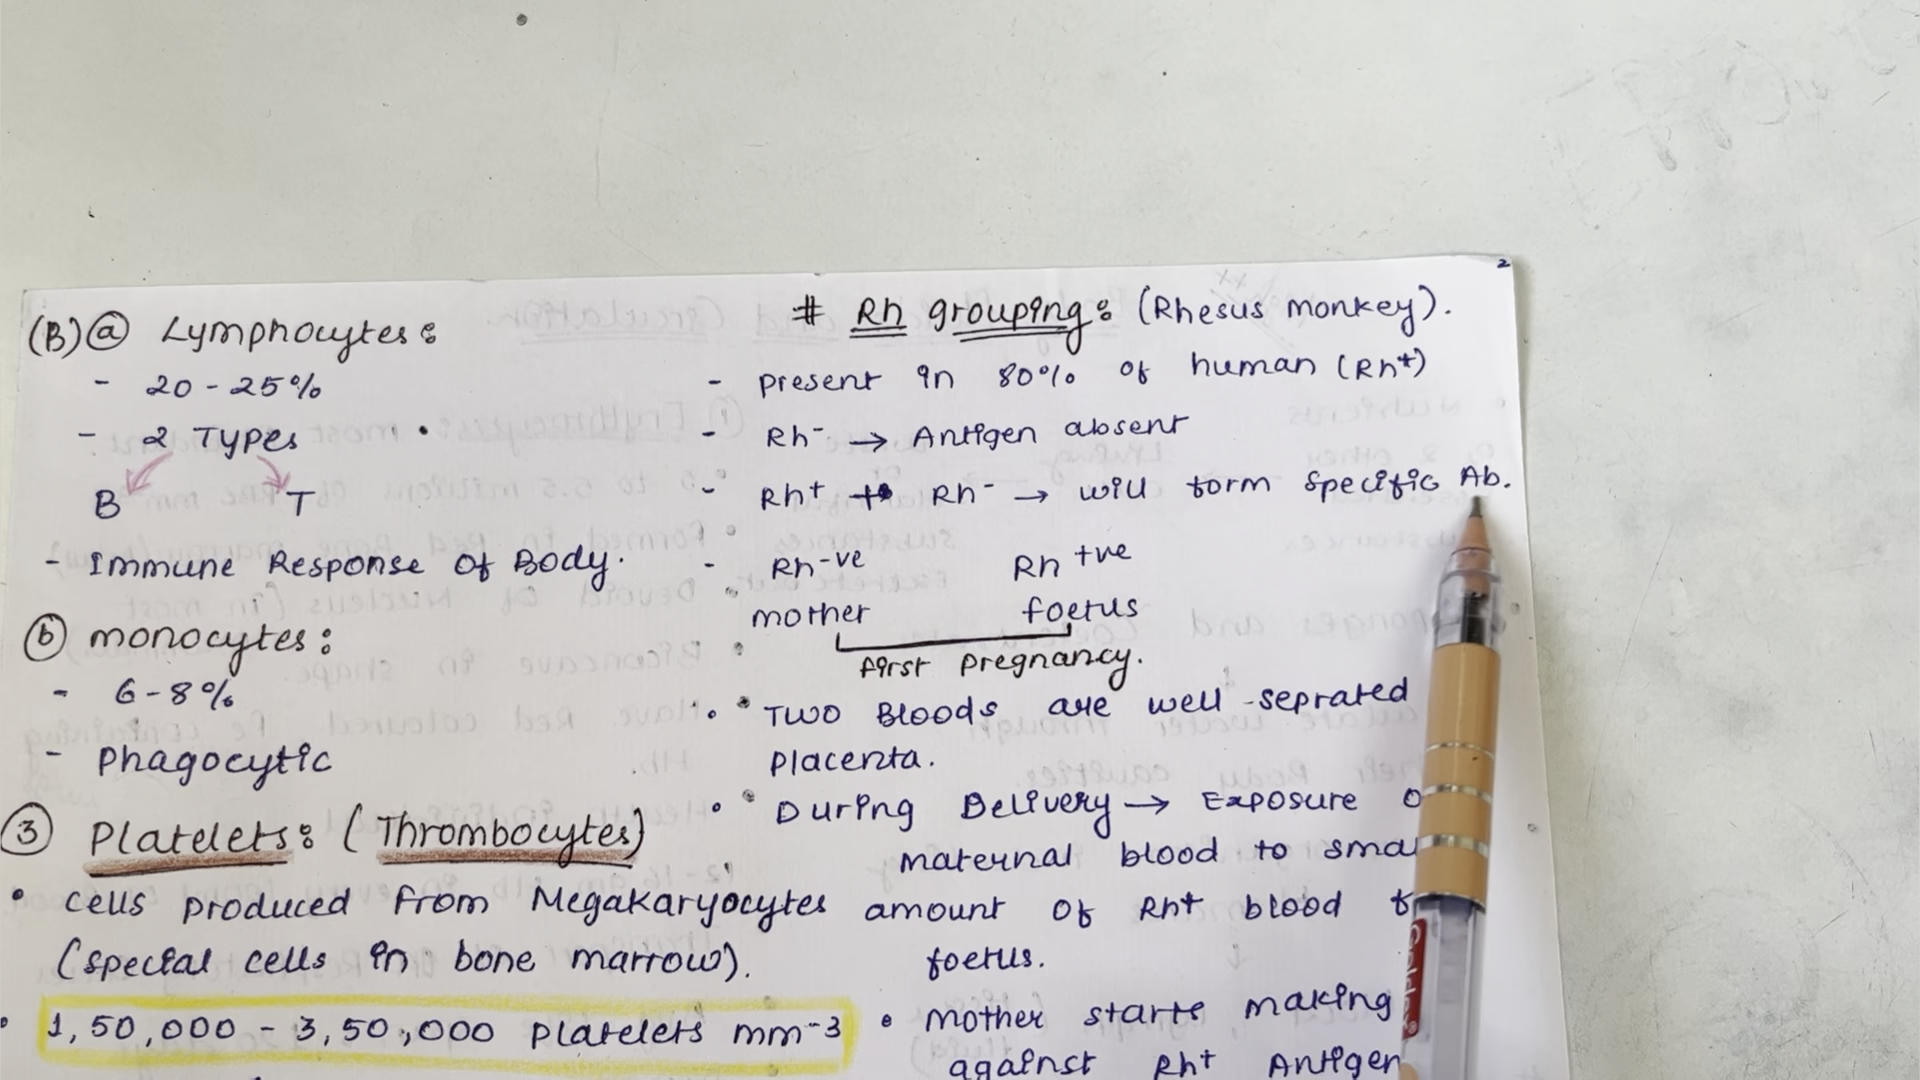 2
(B) ⓐ Lymphocytes:
- 20 - 25%
- 2 Types
B T
- Immune Response of Body.
ⓑ monocytes:
- 6 - 8%
- Phagocytic
③ Platelets: (Thrombocytes)
• cells produced from Megakaryocytes
(special cells in bone marrow).
• 1,50,000 - 3,50,000 Platelets mm-3
# Rh grouping: (Rhesus monkey).
- present in 80% of human (Rh+)
- Rh- → Antigen absent
- Rh+ to Rh- → will form specific Ab.
- Rh-ve Rh +ve
mother foetus
first pregnancy.
• Two Bloods are well-seprated
placenta.
• During Delivery → Exposure
maternal blood to
amount of Rh+ blood
foetus.
• mother starts making
against Rh+ Antigen